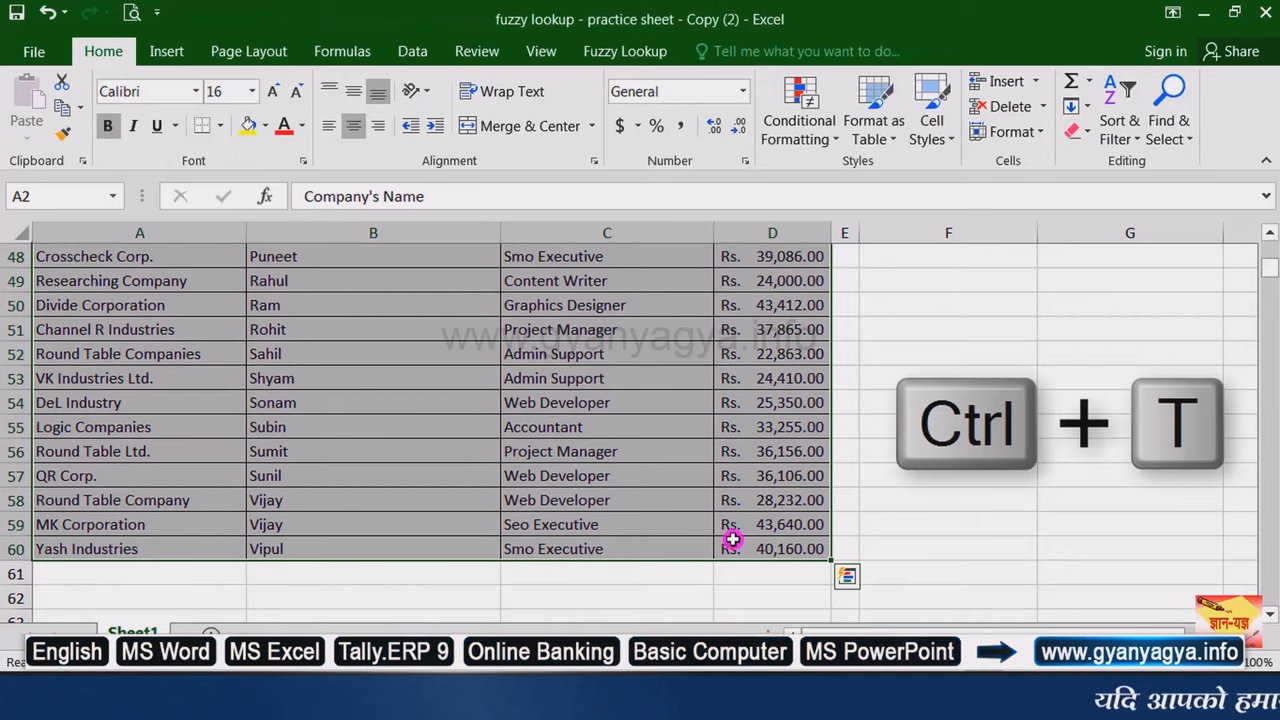 fuzzy lookup - practice sheet - Copy (2) - Excel
File Home Insert Page Layout Formulas Data Review View Fuzzy Lookup Tell me what you want to do... Sign in Share
Paste
Clipboard
Calibri 16
B I U
Font
Wrap Text
Merge & Center
Alignment
General
$ % ,
Number
Conditional Formatting
Format as Table
Cell Styles
Styles
Insert
Delete
Format
Cells
Sort & Filter
Find & Select
Editing
A2 fx Company's Name
A B C D E F G
48 Crosscheck Corp. Puneet Smo Executive Rs. 39,086.00
49 Researching Company Rahul Content Writer Rs. 24,000.00
50 Divide Corporation Ram Graphics Designer Rs. 43,412.00
51 Channel R Industries Rohit Project Manager Rs. 37,865.00
www.gyanyagya.info
52 Round Table Companies Sahil Admin Support Rs. 22,863.00
53 VK Industries Ltd. Shyam Admin Support Rs. 24,410.00
54 DeL Industry Sonam Web Developer Rs. 25,350.00
55 Logic Companies Subin Accountant Rs. 33,255.00
56 Round Table Ltd. Sumit Project Manager Rs. 36,156.00
57 QR Corp. Sunil Web Developer Rs. 36,106.00
58 Round Table Company Vijay Web Developer Rs. 28,232.00
59 MK Corporation Vijay Seo Executive Rs. 43,640.00
60 Yash Industries Vipul Smo Executive Rs. 40,160.00
61
62
Ctrl + T
Sheet1
ज्ञान-यज्ञ
English MS Word MS Excel Tally.ERP 9 Online Banking Basic Computer MS PowerPoint www.gyanyagya.info
100%
यदि आपको हमा